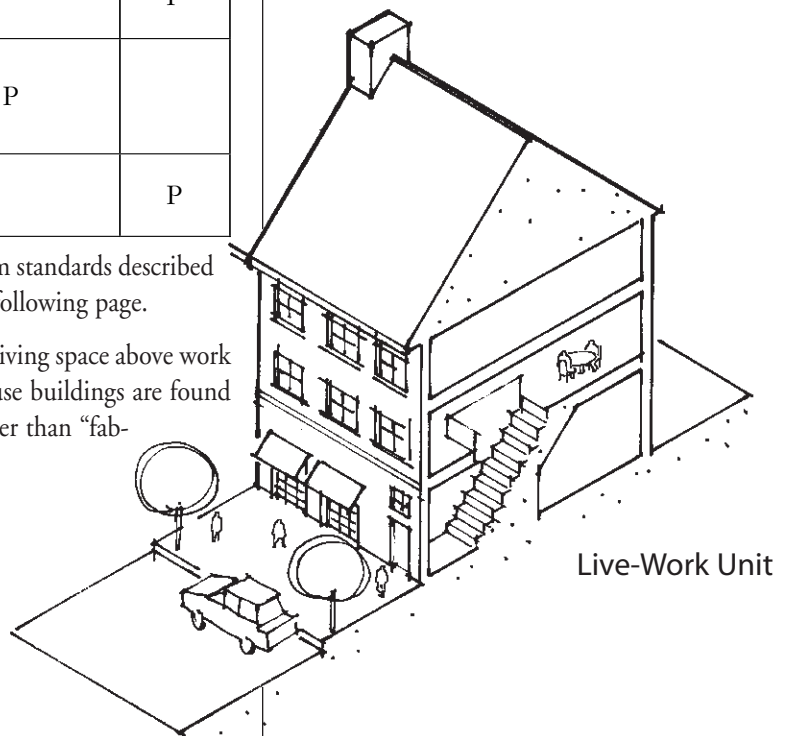 P
P
P
n standards described
following page.
iving space above work
use buildings are found
er than “fab-
Live-Work Unit